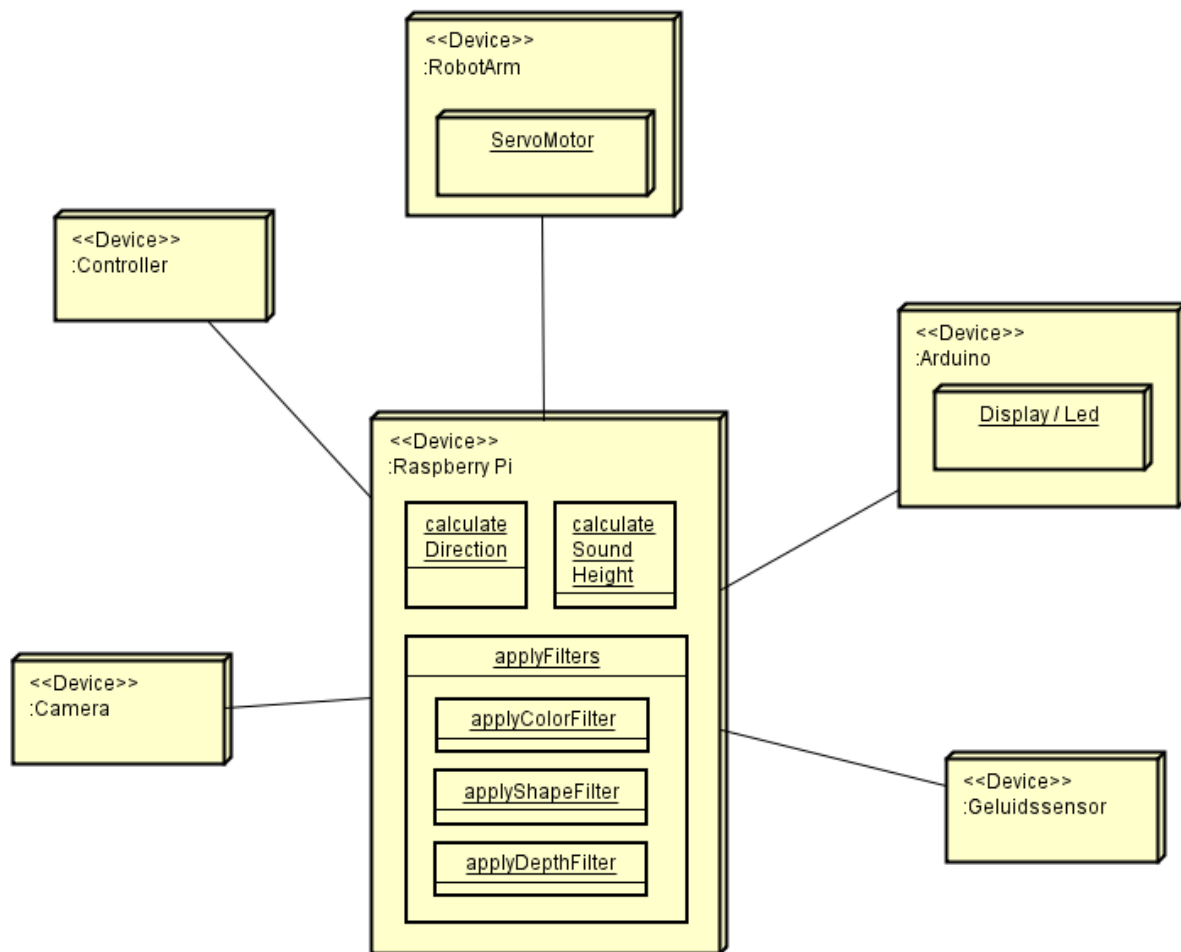 <<Device>>
:RobotArm
ServoMotor
<<Device>>
:Controller
<<Device>>
:Arduino
Display / Led
<<Device>>
:Raspberry Pi
calculate
Direction
calculate
Sound
Height
applyFilters
applyColorFilter
applyShapeFilter
applyDepthFilter
<<Device>>
:Camera
<<Device>>
:Geluidssensor